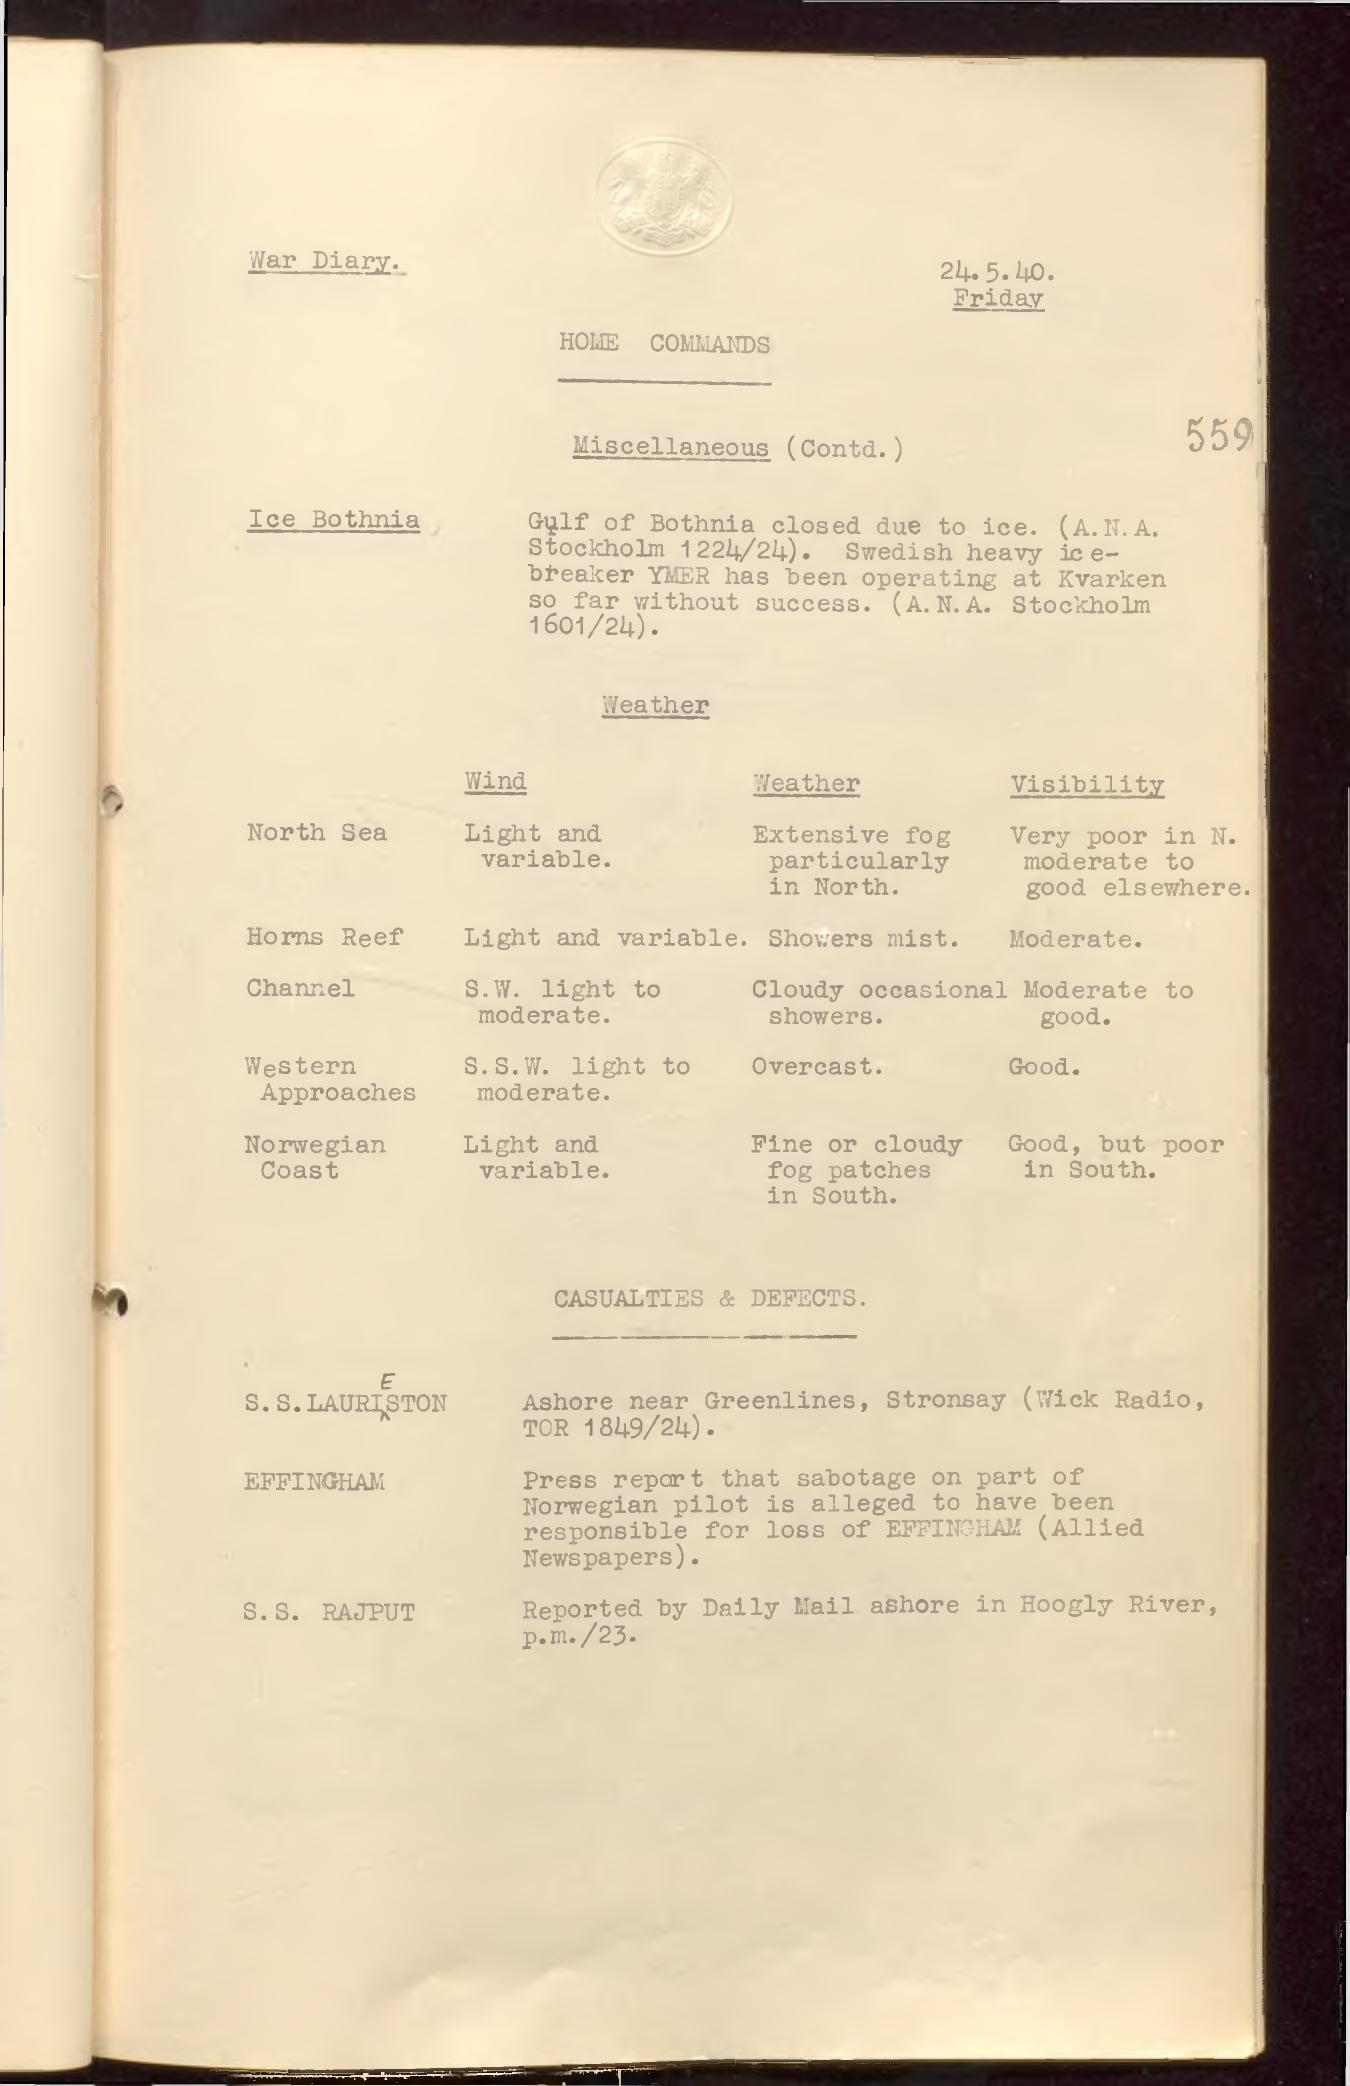 War Diary.
24.5.40.
Friday
HOME COMMANDS
559
Miscellaneous (Contd.)
Ice Bothnia Gulf of Bothnia closed due to ice. (A.N.A.
Stockholm 1224/24). Swedish heavy ice-
breaker YMER has been operating at Kvarken
so far without success. (A.N.A. Stockholm
1601/24).
Weather
Wind Weather Visibility
North Sea Light and Extensive fog Very poor in N.
variable. particularly moderate to
in North. good elsewhere.
Horns Reef Light and variable. Showers mist. Moderate.
Channel S.W. light to Cloudy occasional Moderate to
moderate. showers. good.
Western S.S.W. light to Overcast. Good.
Approaches moderate.
Norwegian Light and Fine or cloudy Good, but poor
Coast variable. fog patches in South.
in South.
CASUALTIES & DEFECTS.
E
S.S.LAURISTON Ashore near Greenlines, Stronsay (Wick Radio,
TOR 1849/24).
EFFINGHAM Press report that sabotage on part of
Norwegian pilot is alleged to have been
responsible for loss of EFFINGHAM (Allied
Newspapers).
S.S. RAJPUT Reported by Daily Mail ashore in Hoogly River,
p.m./23.